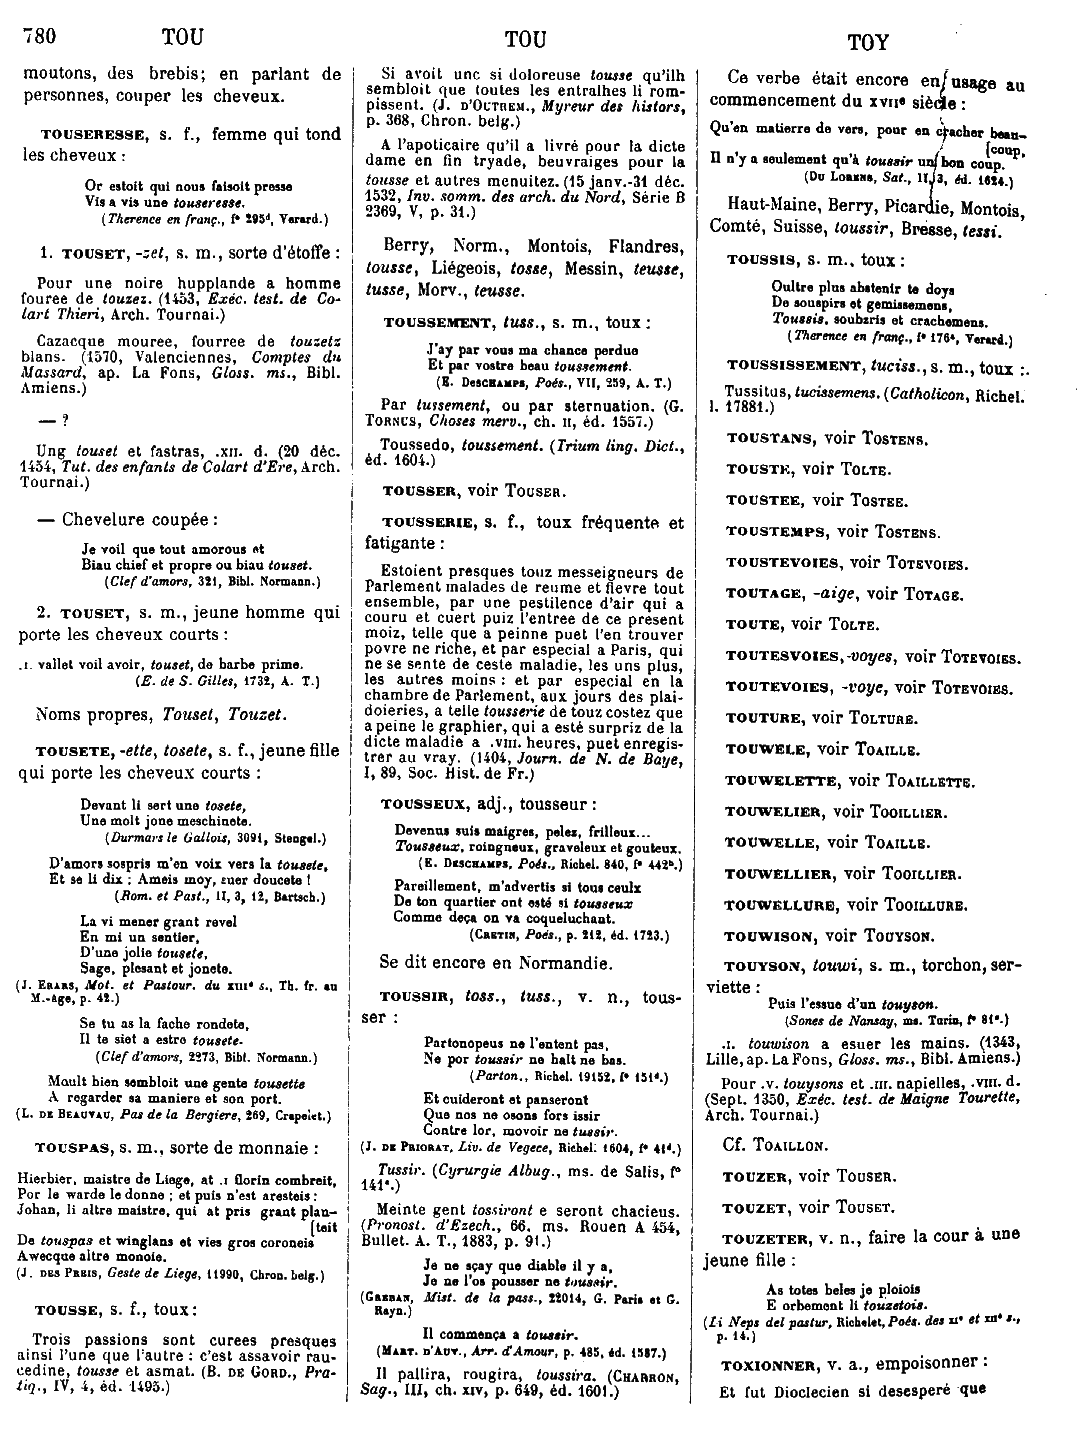 780 TOU
TOU
TOY
moutons, des brebis; en parlant de
personnes, couper les cheveux.
TOUSERESSE, s. f., femme qui tond
les cheveux :
Or estoit qui nous faisoit presse
Vis a vis une touseresse.
(Therence en franç., f° 295ᵈ, Verard.)
1. TOUSET, -zet, s. m., sorte d'étoffe :
Pour une noire hupplande a homme
fouree de touzez. (1453, Exéc. test. de Co-
lart Thieri, Arch. Tournai.)
Cazacque mouree, fourree de touzetz
blans. (1570, Valenciennes, Comptes du
Massard, ap. La Fons, Gloss. ms., Bibl.
Amiens.)
— ?
Ung touset et fastras, .XII. d. (20 déc.
1454, Tut. des enfants de Colart d'Ere, Arch.
Tournai.)
— Chevelure coupée :
Je voil que tout amorous et
Biau chief et propre ou biau touset.
(Clef d'amors, 321, Bibl. Normann.)
2. TOUSET, s. m., jeune homme qui
porte les cheveux courts :
.I. vallet voil avoir, touset, de barbe prime.
(E. de S. Gilles, 1732, A. T.)
Noms propres, Touset, Touzet.
TOUSETE, -ette, tosete, s. f., jeune fille
qui porte les cheveux courts :
Devant li sert une tosete,
Une molt jone meschinete.
(Durmars le Gallois, 3091, Stengel.)
D'amors sospris m'en voix vers la tousete,
Et se li dix : Ameis moy, suer doucete !
(Rom. et Past., II, 3, 12, Bartsch.)
La vi mener grant revel
En mi un sentier,
D'une jolie tousete,
Sage, plesant et jonete.
(J. ERARS, Mot. et Pastour. du XIIIᵉ s., Th. fr. au
M.-âge, p. 42.)
Se tu as la fache rondete,
Il te siet a estre tousete.
(Clef d'amors, 2273, Bibl. Normann.)
Moult bien sembloit une gente tousette
A regarder sa maniere et son port.
(L. DE BEAUVAU, Pas de la Bergiere, 269, Crapelet.)
TOUSPAS, s. m., sorte de monnaie :
Hierbier, maistre de Liege, at .I florin combreit,
Por le warde le donne ; et puis n'est aresteis :
Johan, li altre maistre, qui at pris grant plan-
[teit
De touspas et winglans et vies gros coroneis
Awecque altre monoie.
(J. DES PREIS, Geste de Liege, 11990, Chron. belg.)
TOUSSE, s. f., toux :
Trois passions sont curees presques
ainsi l'une que l'autre : c'est assavoir rau-
cedine, tousse et asmat. (B. DE GORD., Pra-
tiq., IV, 4, éd. 1495.)
Si avoit une si doloreuse tousse qu'ilh
sembloit que toutes les entralhes li rom-
pissent. (J. D'OUTREM., Myreur des histors,
p. 368, Chron. belg.)
A l'apoticaire qu'il a livré pour la dicte
dame en fin tryade, beuvraiges pour la
tousse et autres menuitez. (15 janv.-31 déc.
1532, Inv. somm. des arch. du Nord, Série B
2369, V, p. 31.)
Berry, Norm., Montois, Flandres,
tousse, Liégeois, tosse, Messin, teusse,
tusse, Morv., teusse.
TOUSSEMENT, tuss., s. m., toux :
J'ay par vous ma chance perdue
Et par vostre beau toussement.
(E. DESCHAMPS, Poés., VII, 259, A. T.)
Par tussement, ou par sternuation. (G.
TORNUS, Choses merv., ch. II, éd. 1557.)
Toussedo, toussement. (Trium ling. Dict.,
éd. 1604.)
TOUSSER, voir TOUSER.
TOUSSERIE, s. f., toux fréquente et
fatigante :
Estoient presques touz messeigneurs de
Parlement malades de reume et fievre tout
ensemble, par une pestilence d'air qui a
couru et cuert puiz l'entree de ce present
moiz, telle que a peinne puet l'en trouver
povre ne riche, et par especial a Paris, qui
ne se sente de ceste maladie, les uns plus,
les autres moins : et par especial en la
chambre de Parlement, aux jours des plai-
doieries, a telle tousserie de touz costez que
a peine le graphier, qui a esté surpriz de la
dicte maladie a .VIII. heures, puet enregis-
trer au vray. (1404, Journ. de N. de Baye,
I, 89, Soc. Hist. de Fr.)
TOUSSEUX, adj., tousseur :
Devenus suis maigres, pelez, frilleux...
Tousseux, roingneux, graveleux et gouteux.
(E. DESCHAMPS, Poés., Richel. 840, f° 442ᵇ.)
Pareillement, m'advertis si tous ceulx
De ton quartier ont esté si tousseux
Comme deça on va coqueluchant.
(CRETIN, Poés., p. 212, éd. 1723.)
Se dit encore en Normandie.
TOUSSIR, toss., tuss., v. n., tous-
ser :
Partonopeus ne l'entent pas,
Ne por toussir ne halt ne bas.
(Parton., Richel. 19152, f° 151ᵈ.)
Et cuideront et panseront
Que nos ne osons fors issir
Contre lor, movoir ne tussir.
(J. DE PRIORAT, Liv. de Vegece, Richel. 1604, f° 41ᵈ.)
Tussir. (Cyrurgie Albug., ms. de Salis, f°
141ᵃ.)
Meinte gent tossiront e seront chacieus.
(Pronost. d'Ezech., 66, ms. Rouen A 454,
Bullet. A. T., 1883, p. 91.)
Je ne sçay que diable il y a,
Je ne l'os pousser ne toussir.
(GREBAN, Mist. de la pass., 22014, G. Paris et G.
Rayn.)
Il commença a toussir.
(MART. D'AUV., Arr. d'Amour, p. 485, éd. 1587.)
Il pallira, rougira, toussira. (CHARRON,
Sag., III, ch. XIV, p. 649, éd. 1601.)
Ce verbe était encore en usage au
commencement du XVIIᵉ siècle :
Qu'en matierre de vers, pour en cracher beau-
[coup,
Il n'y a seulement qu'à toussir un bon coup.
(DU LORENS, Sat., II, 3, éd. 1624.)
Haut-Maine, Berry, Picardie, Montois,
Comté, Suisse, toussir, Bresse, tessi.
TOUSSIS, s. m., toux :
Oultre plus abstenir te doys
De souspirs et gemissemens,
Toussis, soubzris et crachemens.
(Therence en franç., f° 176ᵃ, Verard.)
TOUSSISSEMENT, tuciss., s. m., toux :.
Tussitus, tucissemens. (Catholicon, Richel.
l. 17881.)
TOUSTANS, voir TOSTENS.
TOUSTE, voir TOLTE.
TOUSTEE, voir TOSTEE.
TOUSTEMPS, voir TOSTENS.
TOUSTEVOIES, voir TOTEVOIES.
TOUTAGE, -aige, voir TOTAGE.
TOUTE, voir TOLTE.
TOUTESVOIES, -voyes, voir TOTEVOIES.
TOUTEVOIES, -voye, voir TOTEVOIES.
TOUTURE, voir TOLTURE.
TOUWELE, voir TOAILLE.
TOUWELETTE, voir TOAILLETTE.
TOUWELIER, voir TOOILLIER.
TOUWELLE, voir TOAILLE.
TOUWELLIER, voir TOOILLIER.
TOUWELLURE, voir TOOILLURE.
TOUWISON, voir TOUYSON.
TOUYSON, touwi, s. m., torchon, ser-
viette :
Puis l'essue d'un touyson.
(Sones de Nansay, ms. Turin, f° 81ᵃ.)
.I. touwison a esuer les mains. (1343,
Lille, ap. La Fons, Gloss. ms., Bibl. Amiens.)
Pour .V. touysons et .III. napielles, .VIII. d.
(Sept. 1350, Exéc. test. de Maigne Tourette,
Arch. Tournai.)
Cf. TOAILLON.
TOUZER, voir TOUSER.
TOUZET, voir TOUSET.
TOUZETER, v. n., faire la cour à une
jeune fille :
As totes beles je ploiois
E orbement li touzetois.
(Li Neps del pastur, Richelet, Poés. des XIᵉ et XIIᵉ s.,
p. 14.)
TOXIONNER, v. a., empoisonner :
Et fut Dioclecien si desesperé que